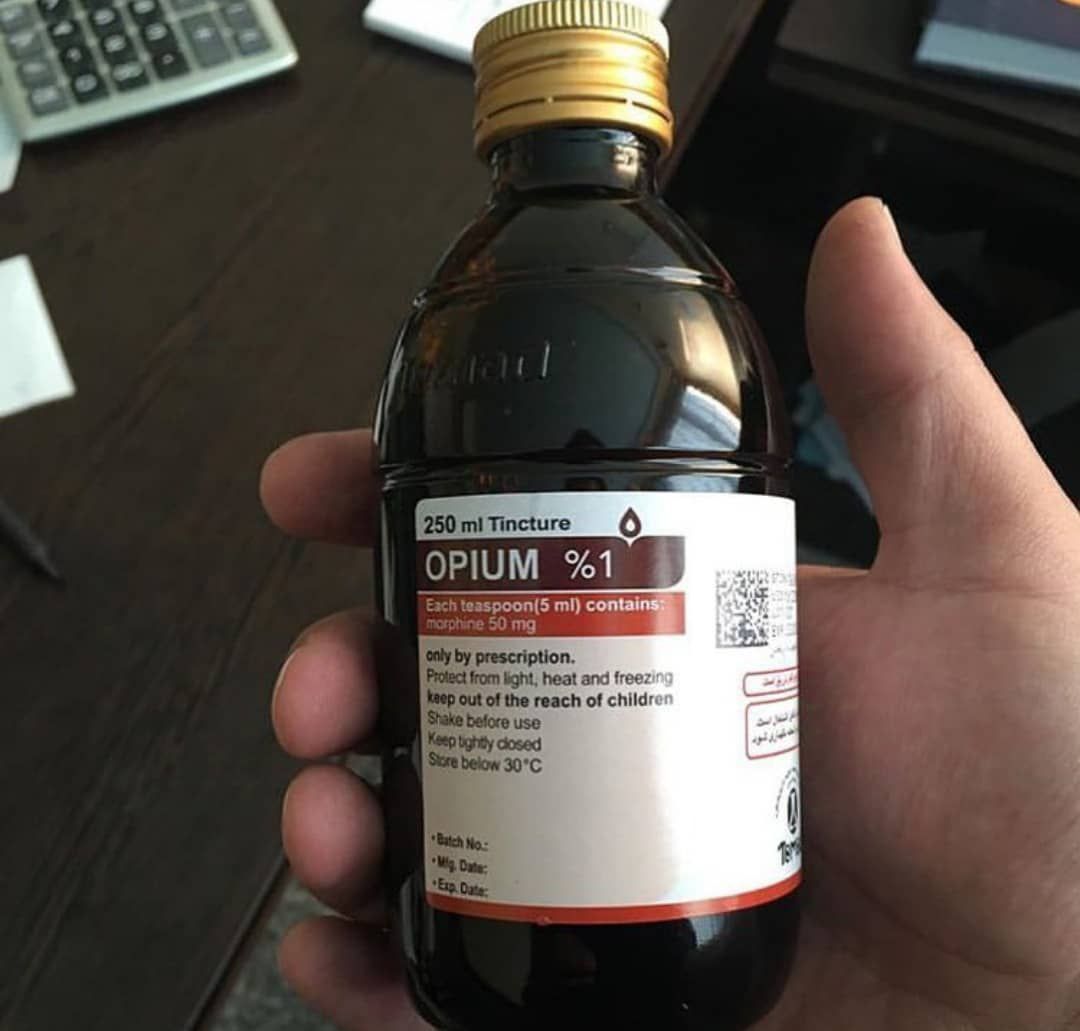 250 ml Tincture
OPIUM %1
Each teaspoon(5 ml) contains:
morphine 50 mg
only by prescription.
Protect from light, heat and freezing
keep out of the reach of children
Shake before use
Keep tightly closed
Store below 30°C
• Batch No.:
• Mfg. Date:
• Exp. Date: